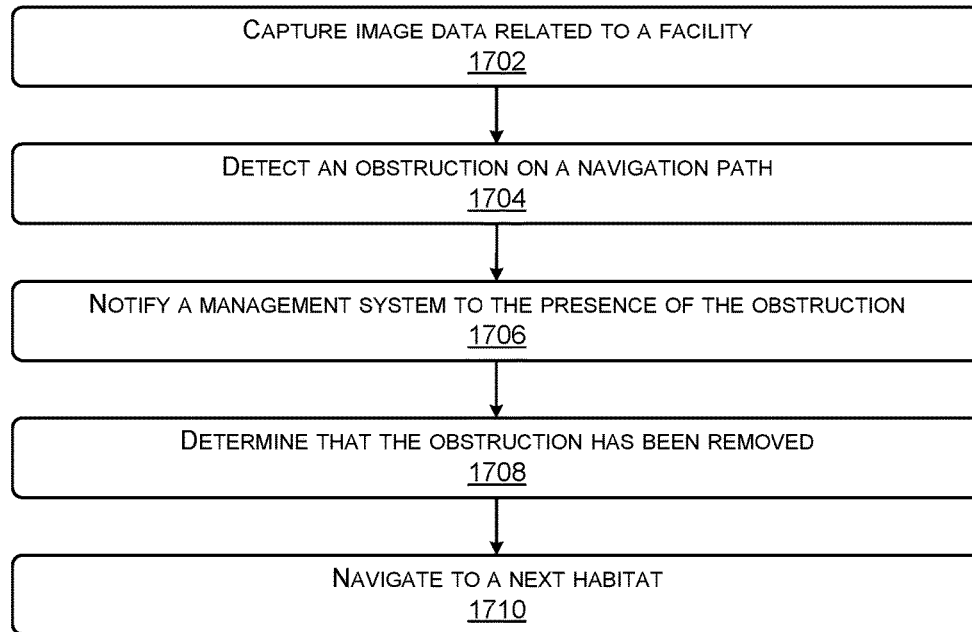 CAPTURE IMAGE DATA RELATED TO A FACILITY
1702
DETECT AN OBSTRUCTION ON A NAVIGATION PATH
1704
NOTIFY A MANAGEMENT SYSTEM TO THE PRESENCE OF THE OBSTRUCTION
1706
DETERMINE THAT THE OBSTRUCTION HAS BEEN REMOVED
1708
NAVIGATE TO A NEXT HABITAT
1710